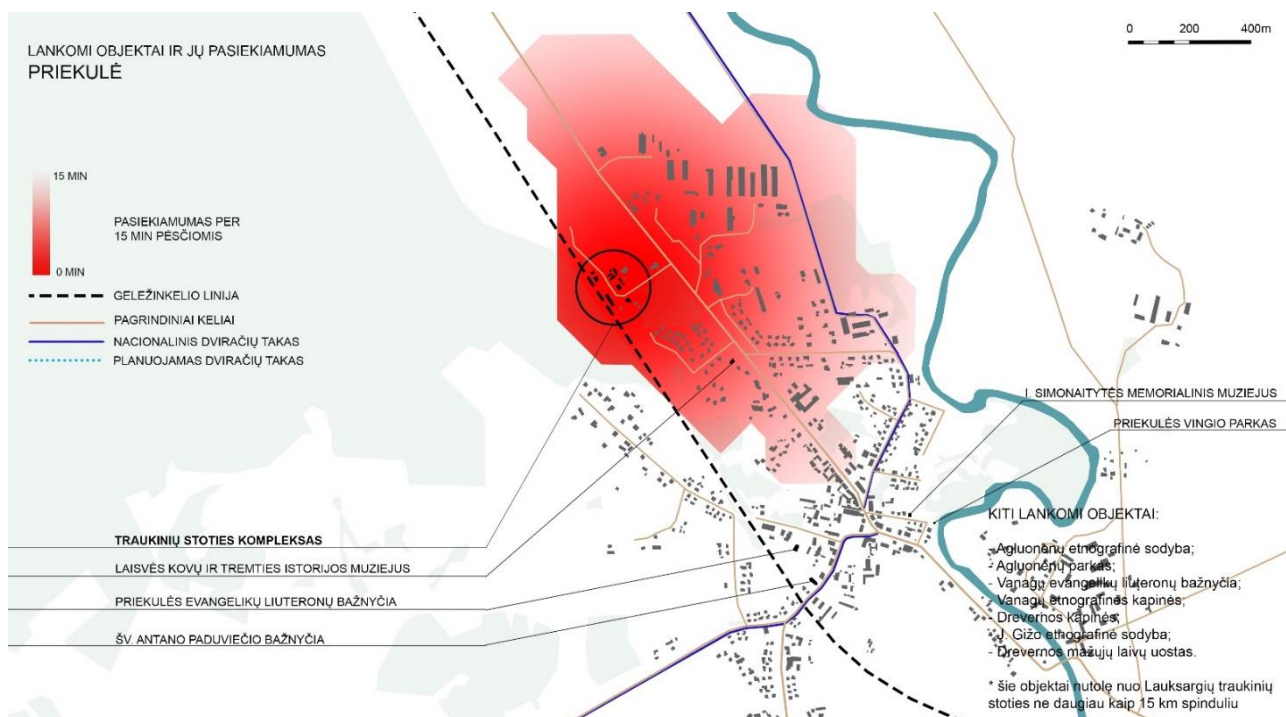 LANKOMI OBJEKTAI IR JŲ PASIEKIAMUMAS
PRIEKULĖ
0 200 400m
15 MIN
PASIEKIAMUMAS PER
15 MIN PĖSČIOMIS
0 MIN
GELEŽINKELIO LINIJA
PAGRINDINIAI KELIAI
NACIONALINIS DVIRAČIŲ TAKAS
PLANUOJAMAS DVIRAČIŲ TAKAS
I. SIMONAITYTĖS MEMORIALINIS MUZIEJUS
PRIEKULĖS VINGIO PARKAS
TRAUKINIŲ STOTIES KOMPLEKSAS
LAISVĖS KOVŲ IR TREMTIES ISTORIJOS MUZIEJUS
PRIEKULĖS EVANGELIKŲ LIUTERONŲ BAŽNYČIA
ŠV. ANTANO PADUVIEČIO BAŽNYČIA
KITI LANKOMI OBJEKTAI:
- Agluonėnų etnografinė sodyba;
- Agluonėnų parkas;
- Vanagų evangelikų liuteronų bažnyčia;
- Vanagų etnografinės kapinės;
- Drevernos kapinės;
- J. Gižo etnografinė sodyba;
- Drevernos mažųjų laivų uostas.
* šie objektai nutolę nuo Lauksargių traukinių
stoties ne daugiau kaip 15 km spinduliu